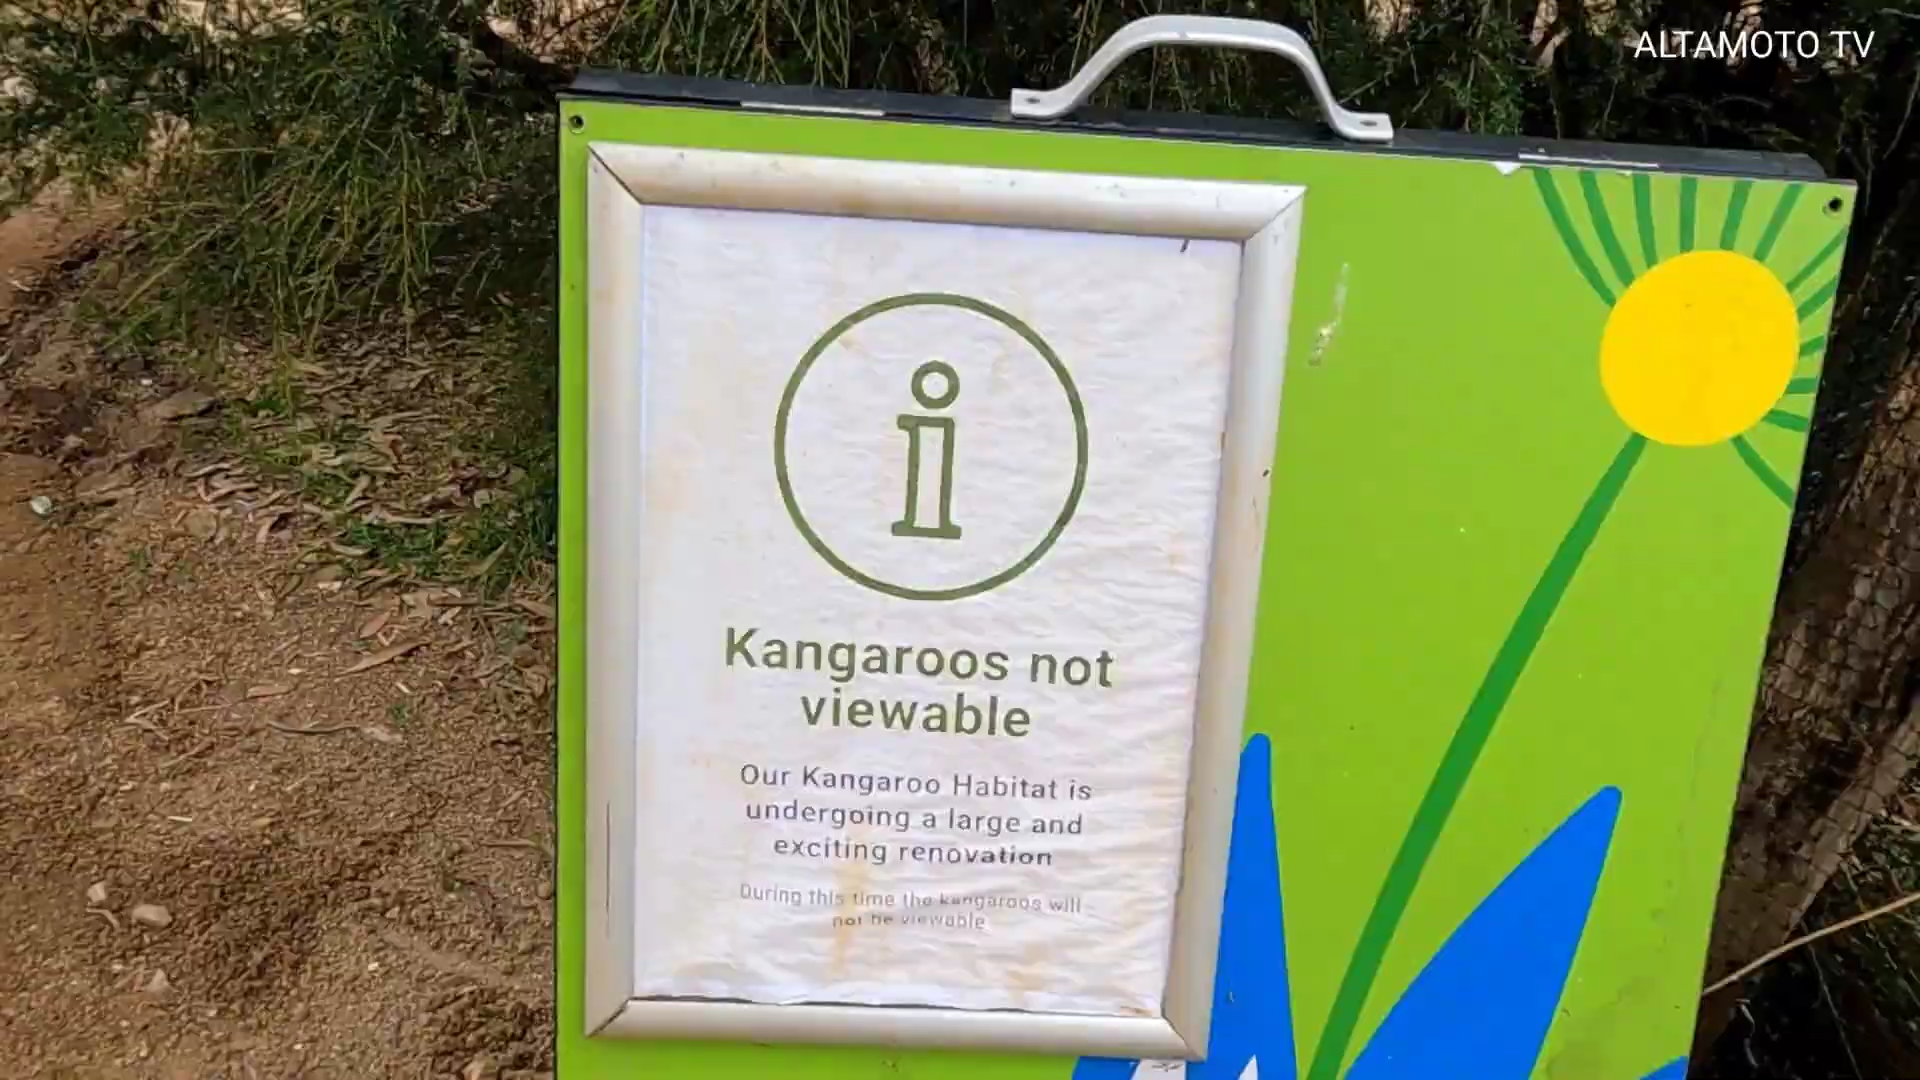 ALTAMOTO TV
Kangaroos not
viewable
Our Kangaroo Habitat is
undergoing a large and
exciting renovation
During this time the kangaroos will
not be viewable